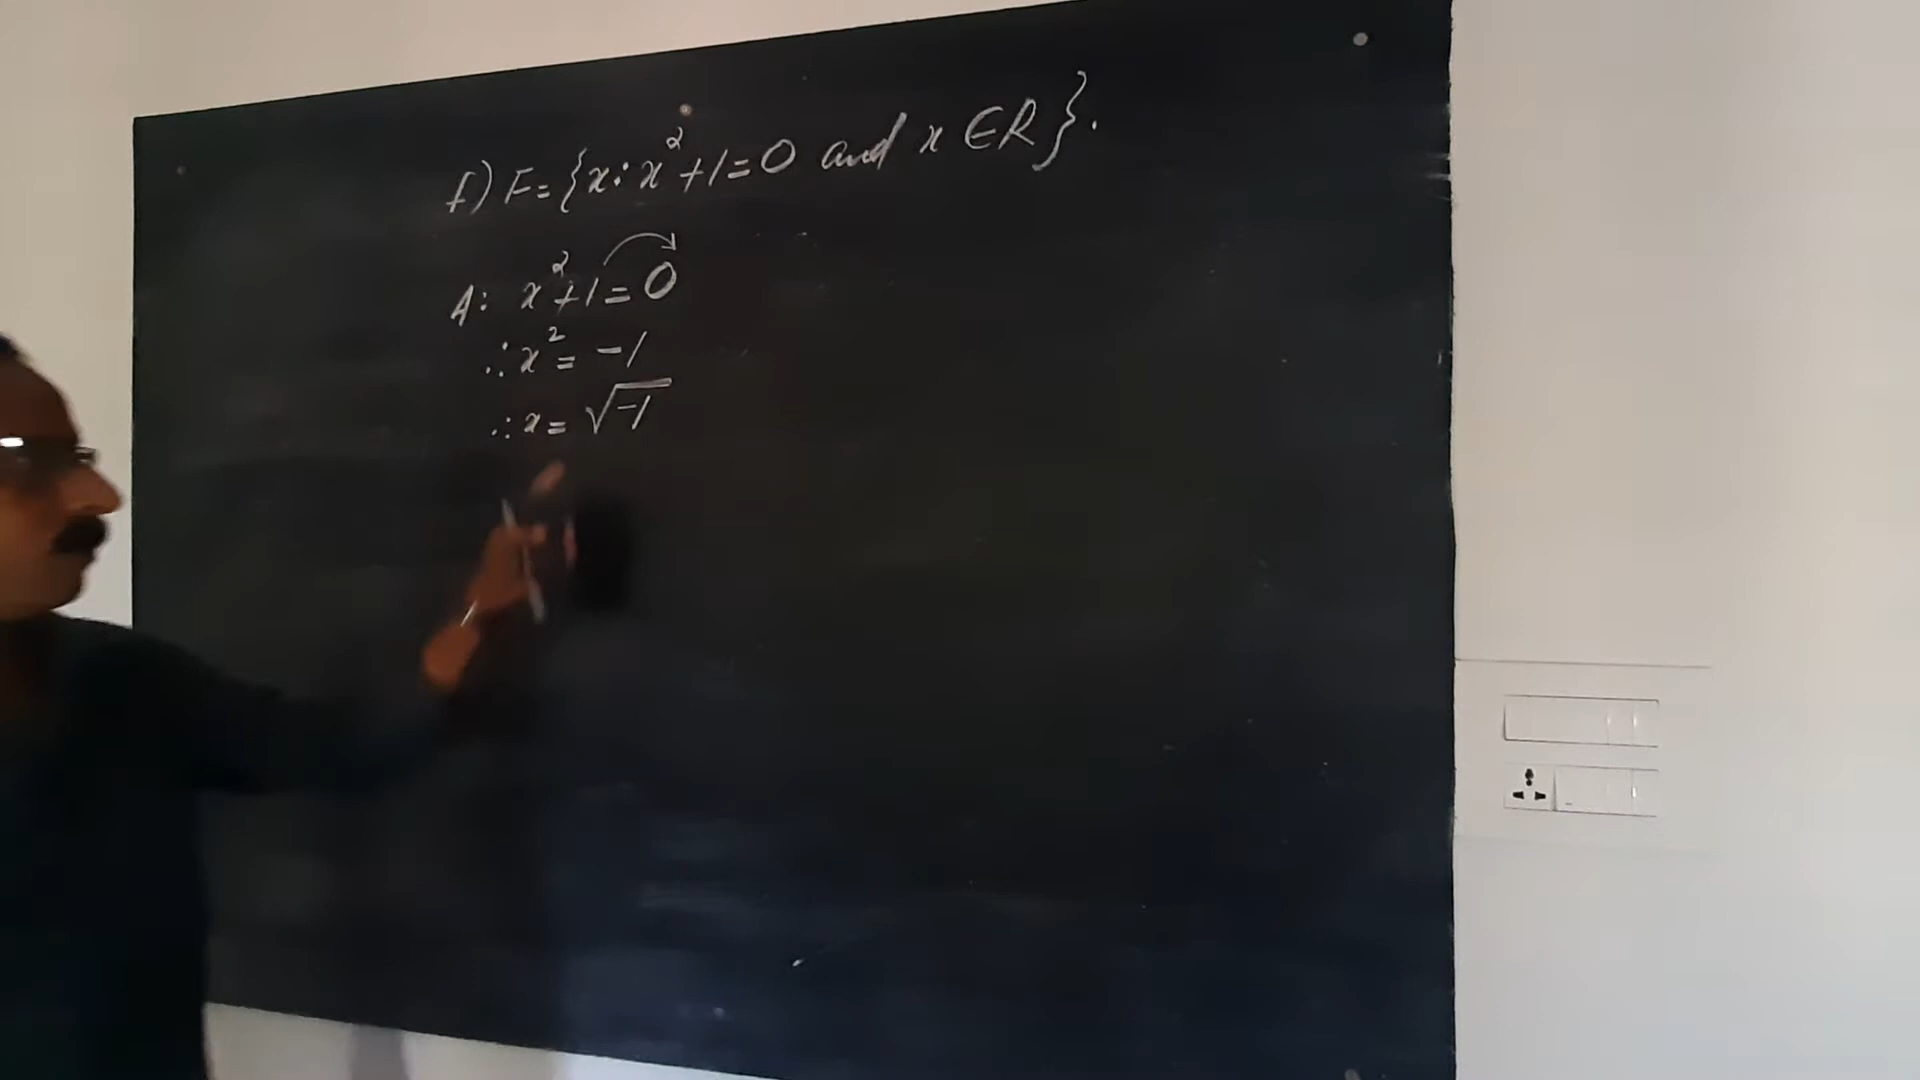 f) F = {x : x² + 1 = 0 and x ∈ R}.
A: x² + 1 = 0
∴ x² = -1
∴ x = √-1